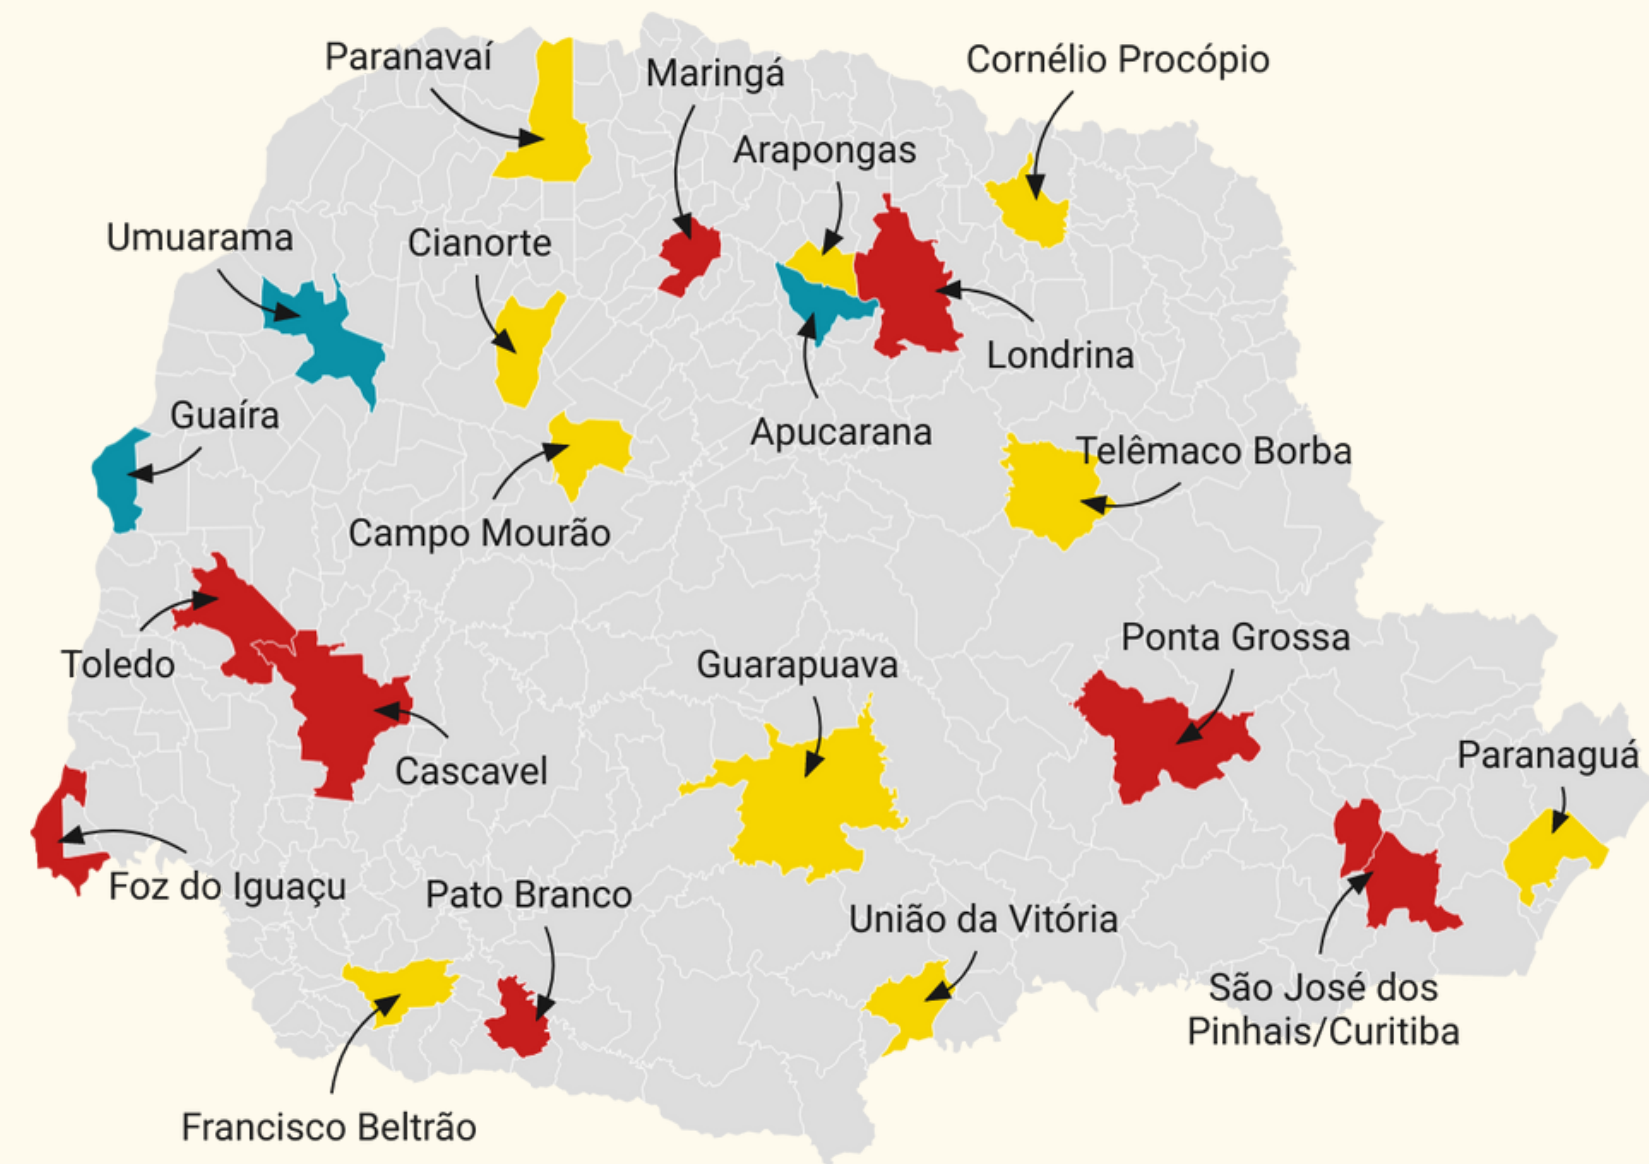 Paranavaí
Maringá
Cornélio Procópio
Arapongas
Umuarama
Cianorte
Londrina
Guaíra
Apucarana
Telêmaco Borba
Campo Mourão
Ponta Grossa
Toledo
Guarapuava
Paranaguá
Cascavel
Foz do Iguaçu
Pato Branco
União da Vitória
São José dos
Pinhais/Curitiba
Francisco Beltrão